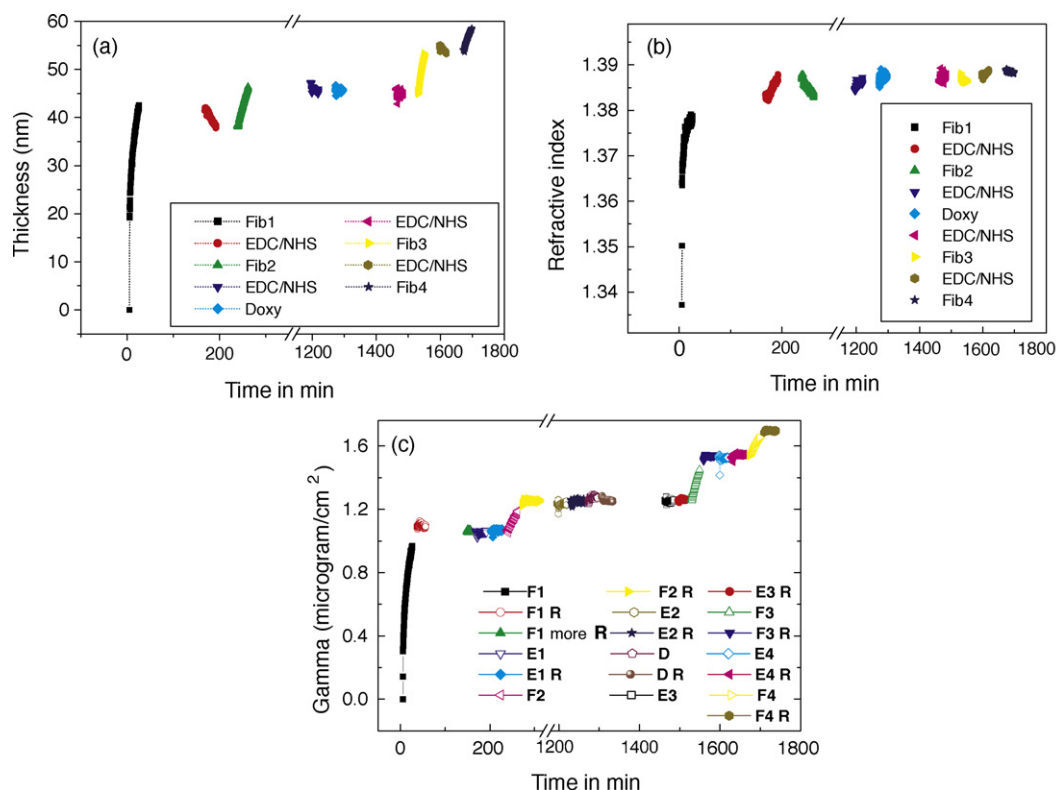 (a)
Thickness (nm)
60
50
40
30
20
10
0
0
200
1200
1400
1600
1800
Time in min
Fib1
EDC/NHS
Fib2
EDC/NHS
Doxy
EDC/NHS
Fib3
EDC/NHS
Fib4
(b)
Refractive index
1.39
1.38
1.37
1.36
1.35
1.34
0
200
1200
1400
1600
1800
Time in min
Fib1
EDC/NHS
Fib2
EDC/NHS
Doxy
EDC/NHS
Fib3
EDC/NHS
Fib4
(c)
Gamma (microgram/cm²)
1.6
1.2
0.8
0.4
0.0
0
200
1200
1400
1600
1800
Time in min
F1
F1 R
F1 more R
E1
E1 R
F2
F2 R
E2
E2 R
D
D R
E3
E3 R
F3
F3 R
E4
E4 R
F4
F4 R